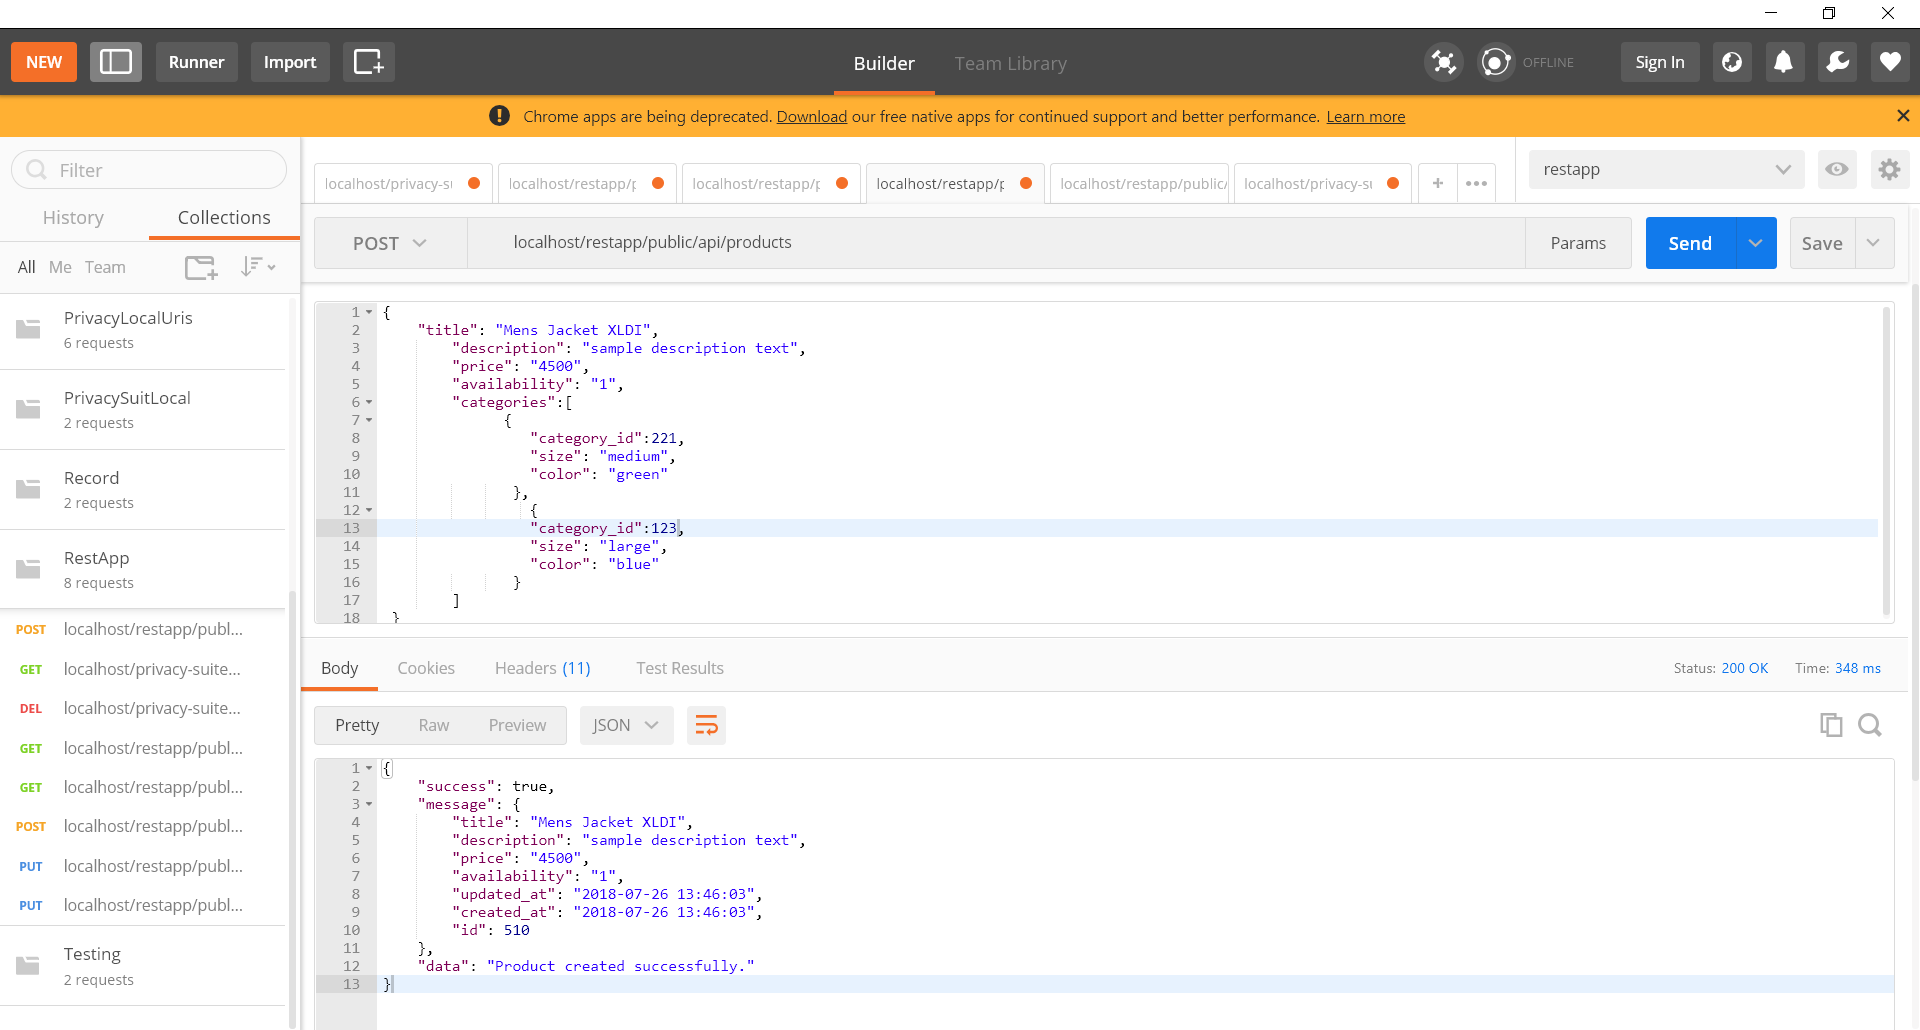 NEW
Runner
Import
Builder
Team Library
OFFLINE
Sign In
Chrome apps are being deprecated. Download our free native apps for continued support and better performance. Learn more
Filter
History
Collections
All Me Team
PrivacyLocalUris
6 requests
PrivacySuitLocal
2 requests
Record
2 requests
RestApp
8 requests
POST localhost/restapp/publ...
GET localhost/privacy-suite...
DEL localhost/privacy-suite...
GET localhost/restapp/publ...
GET localhost/restapp/publ...
POST localhost/restapp/publ...
PUT localhost/restapp/publ...
PUT localhost/restapp/publ...
Testing
2 requests
localhost/privacy-s
localhost/restapp/p
localhost/restapp/p
localhost/restapp/p
localhost/restapp/public/
localhost/privacy-s
+
•••
restapp
POST
localhost/restapp/public/api/products
Params
Send
Save
1 {
2 "title": "Mens Jacket XLDI",
3 "description": "sample description text",
4 "price": "4500",
5 "availability": "1",
6 "categories":[
7 {
8 "category_id":221,
9 "size": "medium",
10 "color": "green"
11 },
12 {
13 "category_id":123,
14 "size": "large",
15 "color": "blue"
16 }
17 ]
18 }
Body
Cookies
Headers (11)
Test Results
Status: 200 OK
Time: 348 ms
Pretty
Raw
Preview
JSON
1 {
2 "success": true,
3 "message": {
4 "title": "Mens Jacket XLDI",
5 "description": "sample description text",
6 "price": "4500",
7 "availability": "1",
8 "updated_at": "2018-07-26 13:46:03",
9 "created_at": "2018-07-26 13:46:03",
10 "id": 510
11 },
12 "data": "Product created successfully."
13 }